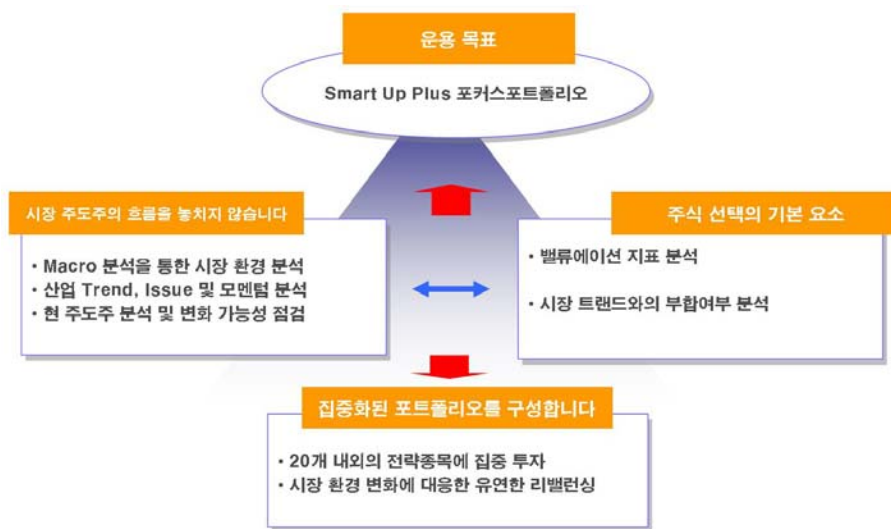 운용 목표
Smart Up Plus 포커스포트폴리오
시장 주도주의 흐름을 놓치지 않습니다
• Macro 분석을 통한 시장 환경 분석
• 산업 Trend, Issue 및 모멘텀 분석
• 현 주도주 분석 및 변화 가능성 점검
주식 선택의 기본 요소
• 밸류에이션 지표 분석
• 시장 트랜드와의 부합여부 분석
집중화된 포트폴리오를 구성합니다
• 20개 내외의 전략종목에 집중 투자
• 시장 환경 변화에 대응한 유연한 리밸런싱